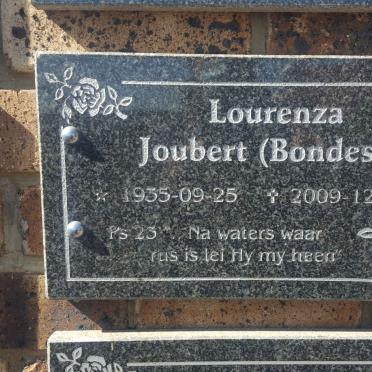 Lourenza
Joubert (Bondes
☆ 1935-09-25 ✝ 2009-12
Ps 23 "Na waters waar
rus is lei Hy my heen"